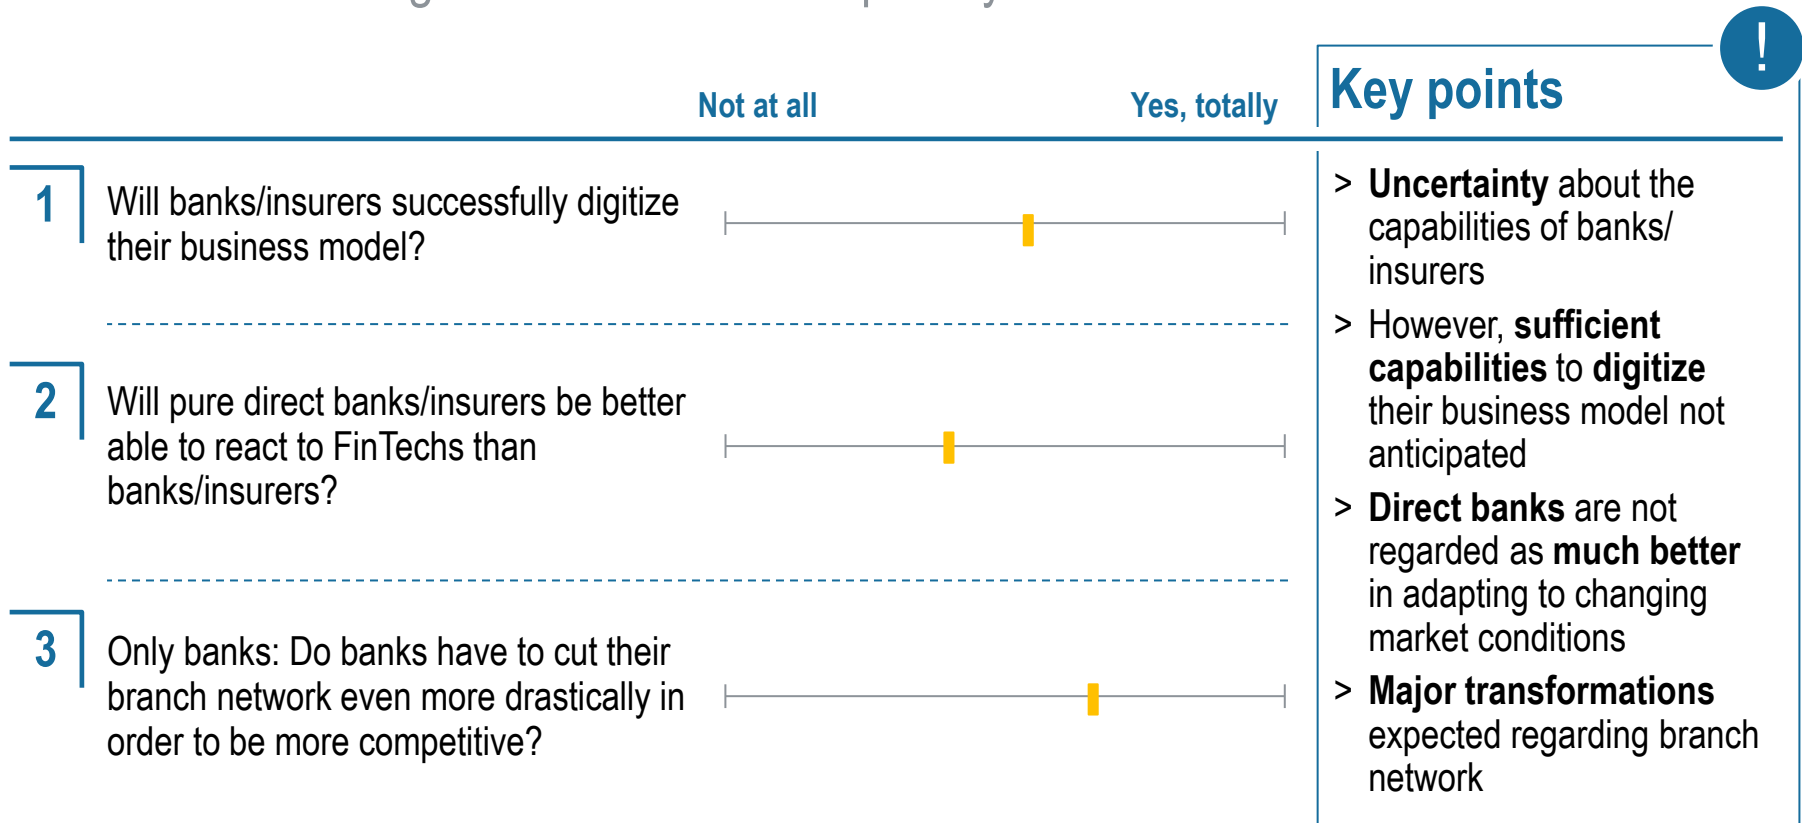 Not at all
Yes, totally
Key points
!
1
Will banks/insurers successfully digitize
their business model?
2
Will pure direct banks/insurers be better
able to react to FinTechs than
banks/insurers?
3
Only banks: Do banks have to cut their
branch network even more drastically in
order to be more competitive?
> Uncertainty about the
capabilities of banks/
insurers
> However, sufficient
capabilities to digitize
their business model not
anticipated
> Direct banks are not
regarded as much better
in adapting to changing
market conditions
> Major transformations
expected regarding branch
network